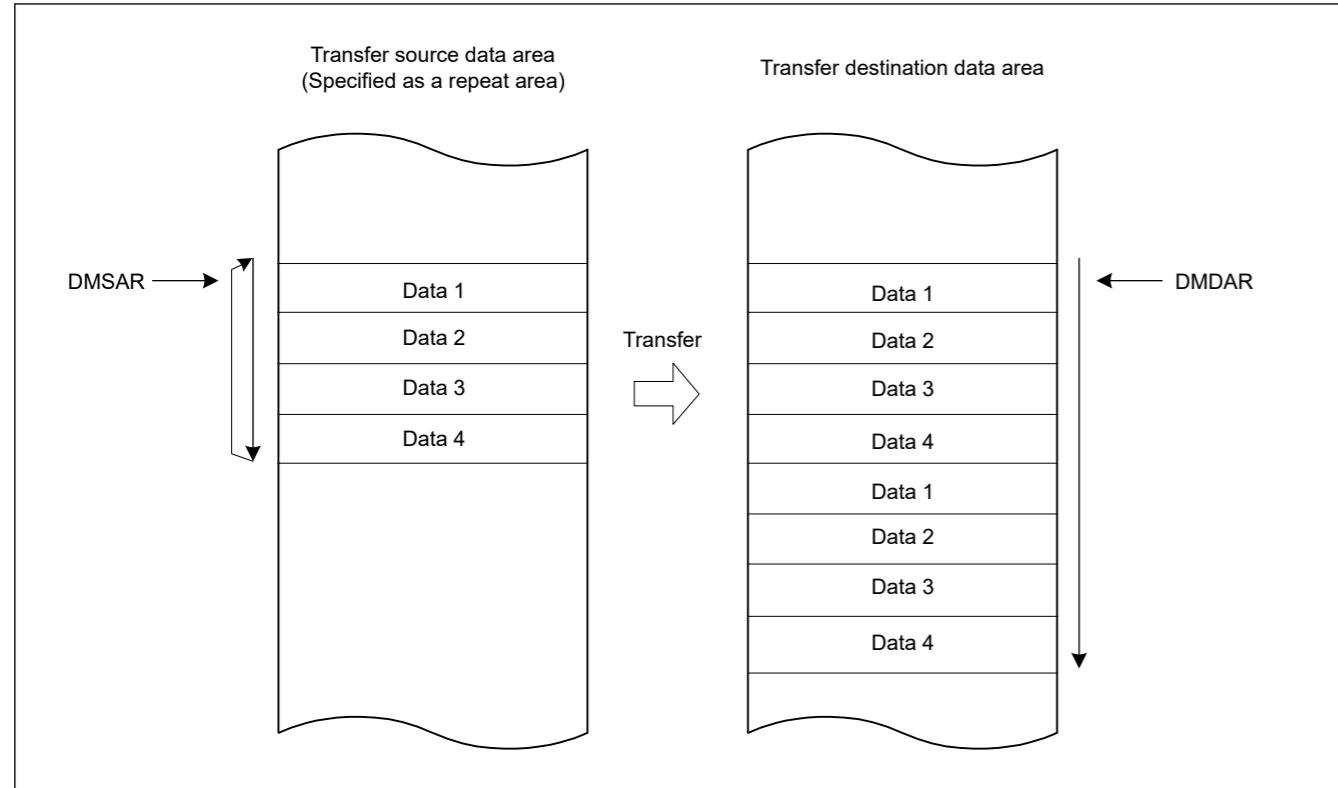 Transfer source data area
(Specified as a repeat area)
Transfer destination data area
DMSAR
Data 1
Data 2
Data 3
Data 4
Transfer
Data 1
Data 2
Data 3
Data 4
Data 1
Data 2
Data 3
Data 4
DMDAR